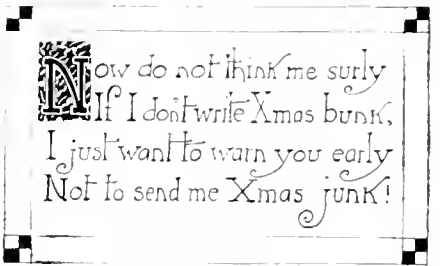 Now do not think me surly
If I don't write Xmas bunk,
I just want to warn you early
Not to send me Xmas junk!